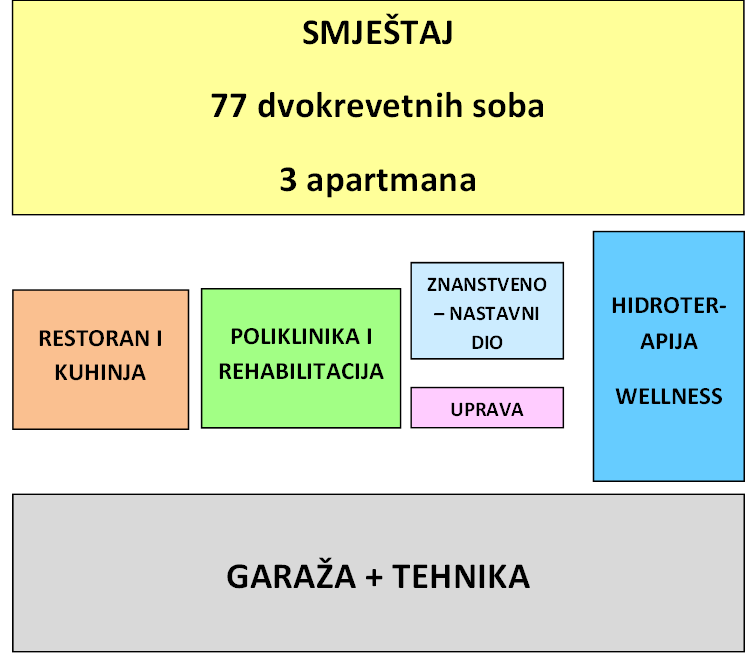 SMJEŠTAJ
77 dvokrevetnih soba
3 apartmana
RESTORAN I
KUHINJA
POLIKLINIKA I
REHABILITACIJA
ZNANSTVENO
– NASTAVNI
DIO
UPRAVA
HIDROTER-
APIJA
WELLNESS
GARAŽA + TEHNIKA